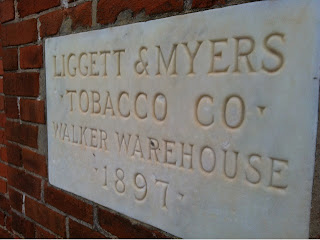 LIGGETT & MYERS
· TOBACCO CO ·
WALKER WAREHOUSE
· 1897 ·